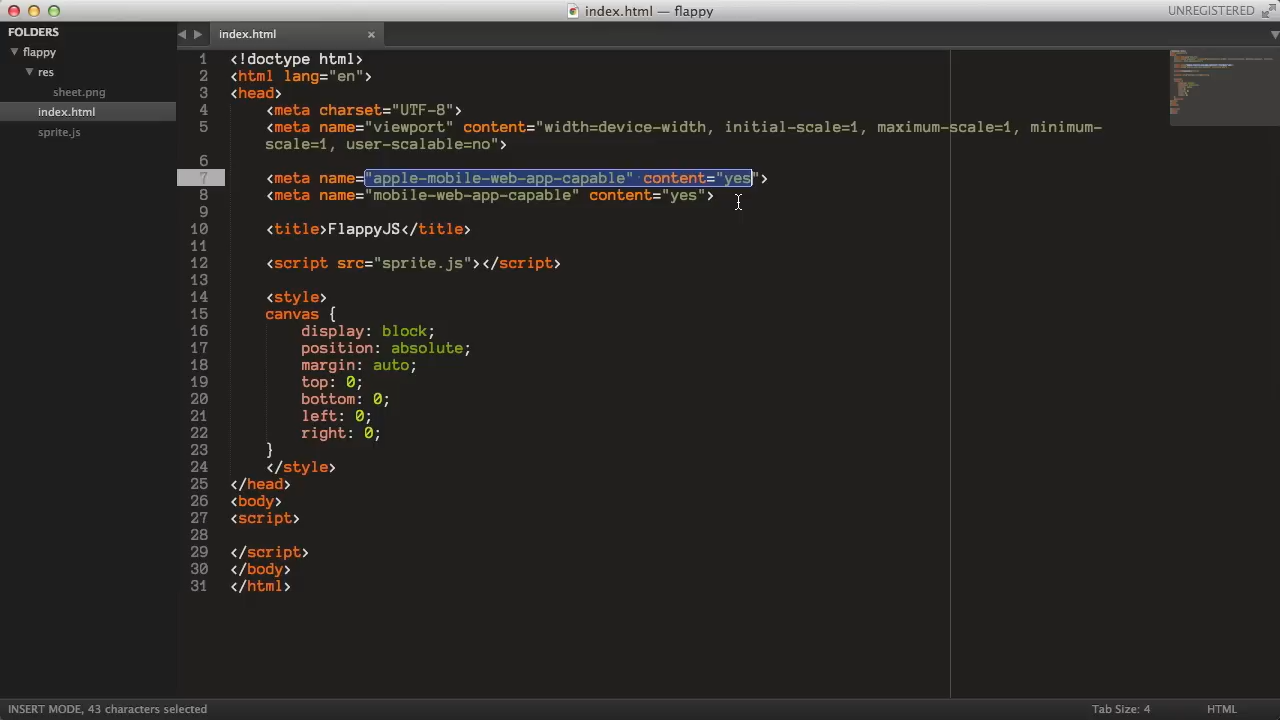 index.html — flappy
UNREGISTERED
FOLDERS
flappy
res
sheet.png
index.html
sprite.js
index.html ×
1 <!doctype html>
2 <html lang="en">
3 <head>
4 <meta charset="UTF-8">
5 <meta name="viewport" content="width=device-width, initial-scale=1, maximum-scale=1, minimum-
scale=1, user-scalable=no">
6
7 <meta name="apple-mobile-web-app-capable" content="yes">
8 <meta name="mobile-web-app-capable" content="yes">
9
10 <title>FlappyJS</title>
11
12 <script src="sprite.js"></script>
13
14 <style>
15 canvas {
16 display: block;
17 position: absolute;
18 margin: auto;
19 top: 0;
20 bottom: 0;
21 left: 0;
22 right: 0;
23 }
24 </style>
25 </head>
26 <body>
27 <script>
28
29 </script>
30 </body>
31 </html>
INSERT MODE, 43 characters selected
Tab Size: 4
HTML